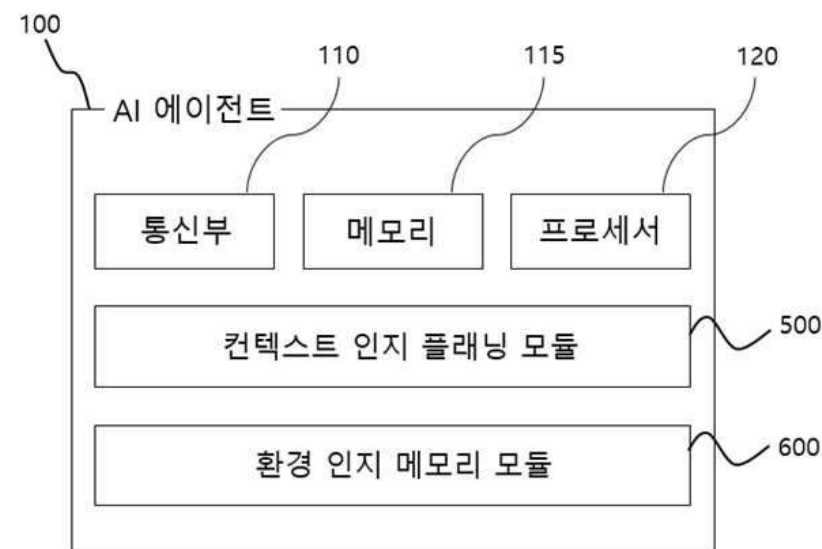 100
110
115
120
AI 에이전트
통신부
메모리
프로세서
컨텍스트 인지 플래닝 모듈
500
환경 인지 메모리 모듈
600